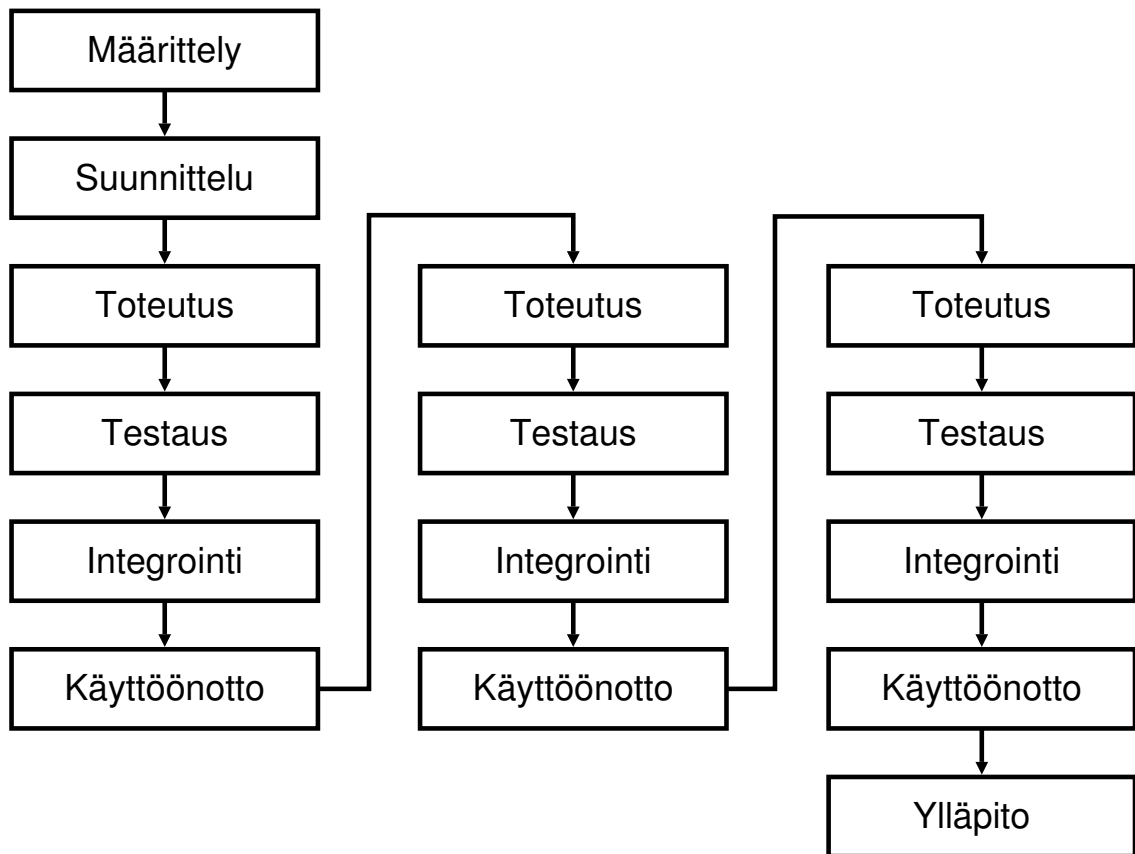 Määrittely
Suunnittelu
Toteutus
Testaus
Integrointi
Käyttöönotto
Toteutus
Testaus
Integrointi
Käyttöönotto
Toteutus
Testaus
Integrointi
Käyttöönotto
Ylläpito